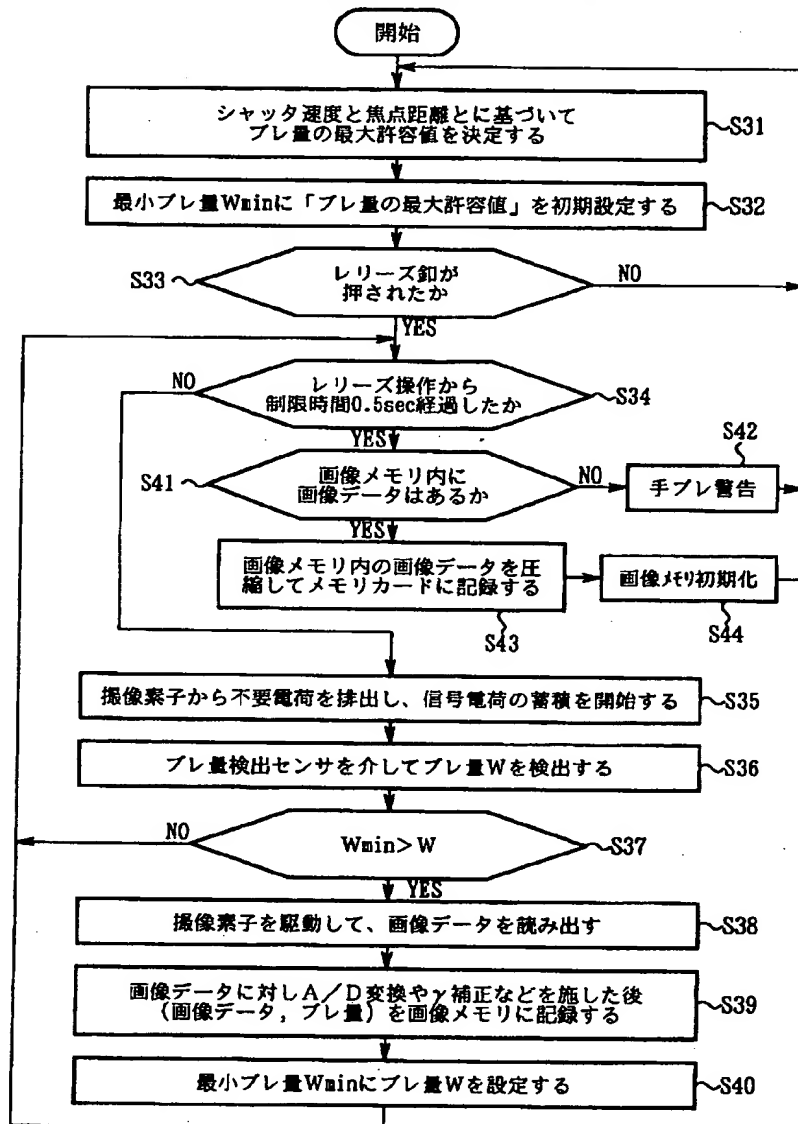 開始
シャッタ速度と焦点距離とに基づいて
ブレ量の最大許容値を決定する
S31
最小ブレ量Wminに「ブレ量の最大許容値」を初期設定する
S32
S33
レリーズ釦が
押されたか
NO
YES
NO
レリーズ操作から
制限時間0.5sec経過したか
S34
YES
S41
画像メモリ内に
画像データはあるか
NO
S42
手ブレ警告
YES
画像メモリ内の画像データを圧
縮してメモリカードに記録する
S43
画像メモリ初期化
S44
撮像素子から不要電荷を排出し、信号電荷の蓄積を開始する
S35
ブレ量検出センサを介してブレ量Wを検出する
S36
NO
Wmin>W
S37
YES
撮像素子を駆動して、画像データを読み出す
S38
画像データに対しA/D変換やγ補正などを施した後
(画像データ,ブレ量)を画像メモリに記録する
S39
最小ブレ量Wminにブレ量Wを設定する
S40